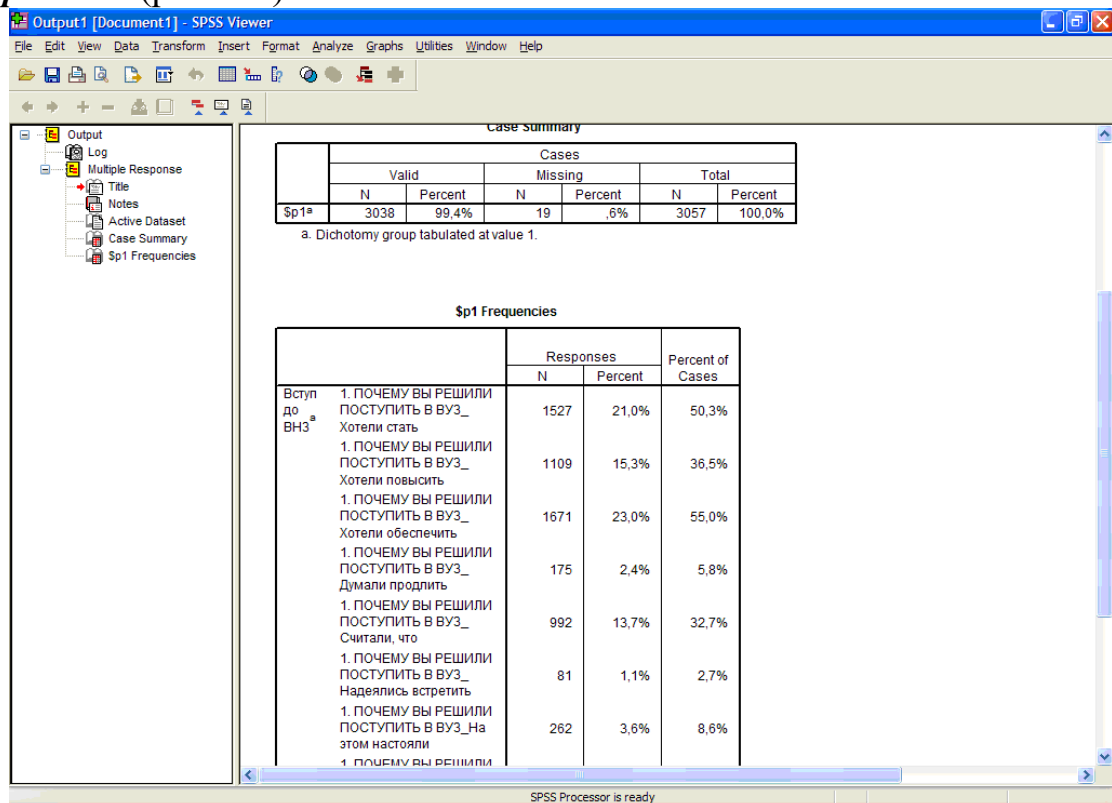 Output1 [Document1] - SPSS Viewer
File Edit View Data Transform Insert Format Analyze Graphs Utilities Window Help
Output
Log
Multiple Response
Title
Notes
Active Dataset
Case Summary
$p1 Frequencies
Case Summary
Cases
Valid Missing Total
N Percent N Percent N Percent
$p1a 3038 99,4% 19 ,6% 3057 100,0%
a. Dichotomy group tabulated at value 1.
$p1 Frequencies
Responses Percent of
N Percent Cases
Вступ 1. ПОЧЕМУ ВЫ РЕШИЛИ
до ПОСТУПИТЬ В ВУЗ_ 1527 21,0% 50,3%
ВНЗ a Хотели стать
1. ПОЧЕМУ ВЫ РЕШИЛИ
ПОСТУПИТЬ В ВУЗ_ 1109 15,3% 36,5%
Хотели повысить
1. ПОЧЕМУ ВЫ РЕШИЛИ
ПОСТУПИТЬ В ВУЗ_ 1671 23,0% 55,0%
Хотели обеспечить
1. ПОЧЕМУ ВЫ РЕШИЛИ
ПОСТУПИТЬ В ВУЗ_ 175 2,4% 5,8%
Думали продлить
1. ПОЧЕМУ ВЫ РЕШИЛИ
ПОСТУПИТЬ В ВУЗ_ 992 13,7% 32,7%
Считали, что
1. ПОЧЕМУ ВЫ РЕШИЛИ
ПОСТУПИТЬ В ВУЗ_ 81 1,1% 2,7%
Надеялись встретить
1. ПОЧЕМУ ВЫ РЕШИЛИ
ПОСТУПИТЬ В ВУЗ_На 262 3,6% 8,6%
этом настояли
1. ПОЧЕМУ ВЫ РЕШИЛИ
SPSS Processor is ready